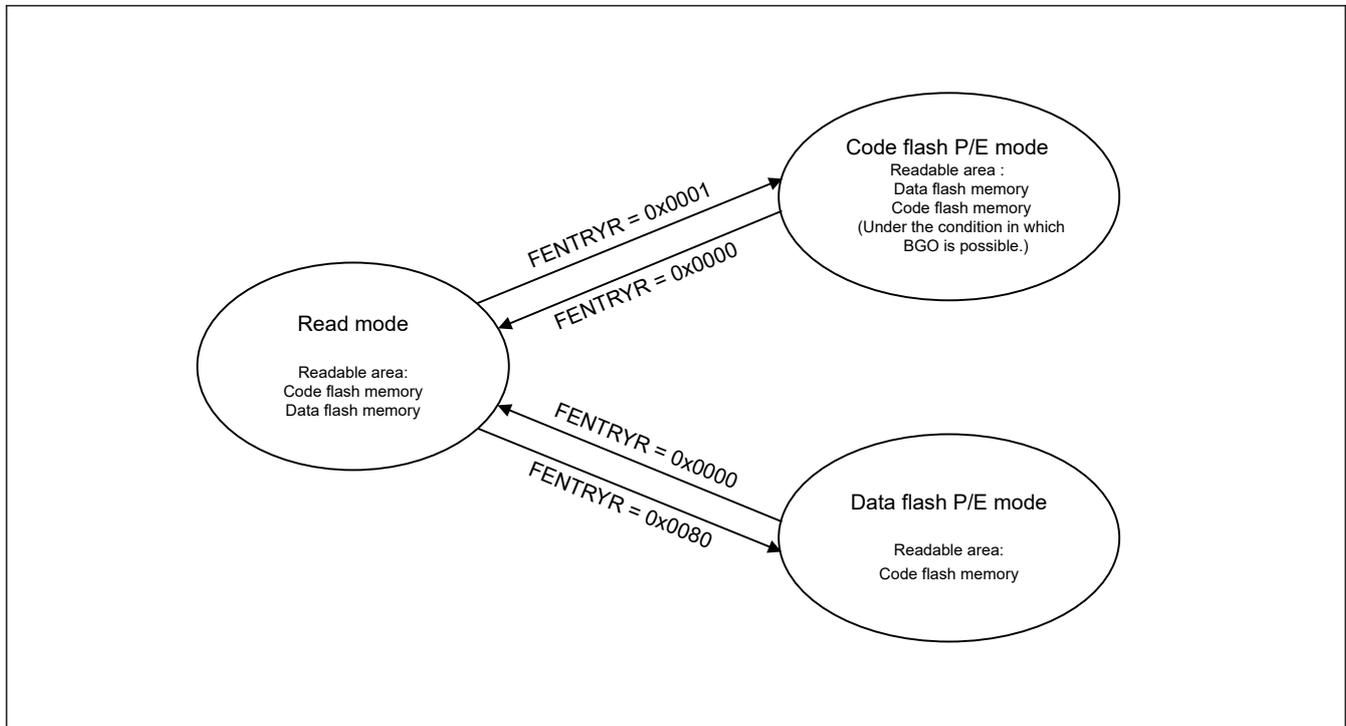 Code flash P/E mode
Readable area :
Data flash memory
Code flash memory
(Under the condition in which
BGO is possible.)
FENTRYR = 0x0001
FENTRYR = 0x0000
Read mode
Readable area:
Code flash memory
Data flash memory
FENTRYR = 0x0000
FENTRYR = 0x0080
Data flash P/E mode
Readable area:
Code flash memory